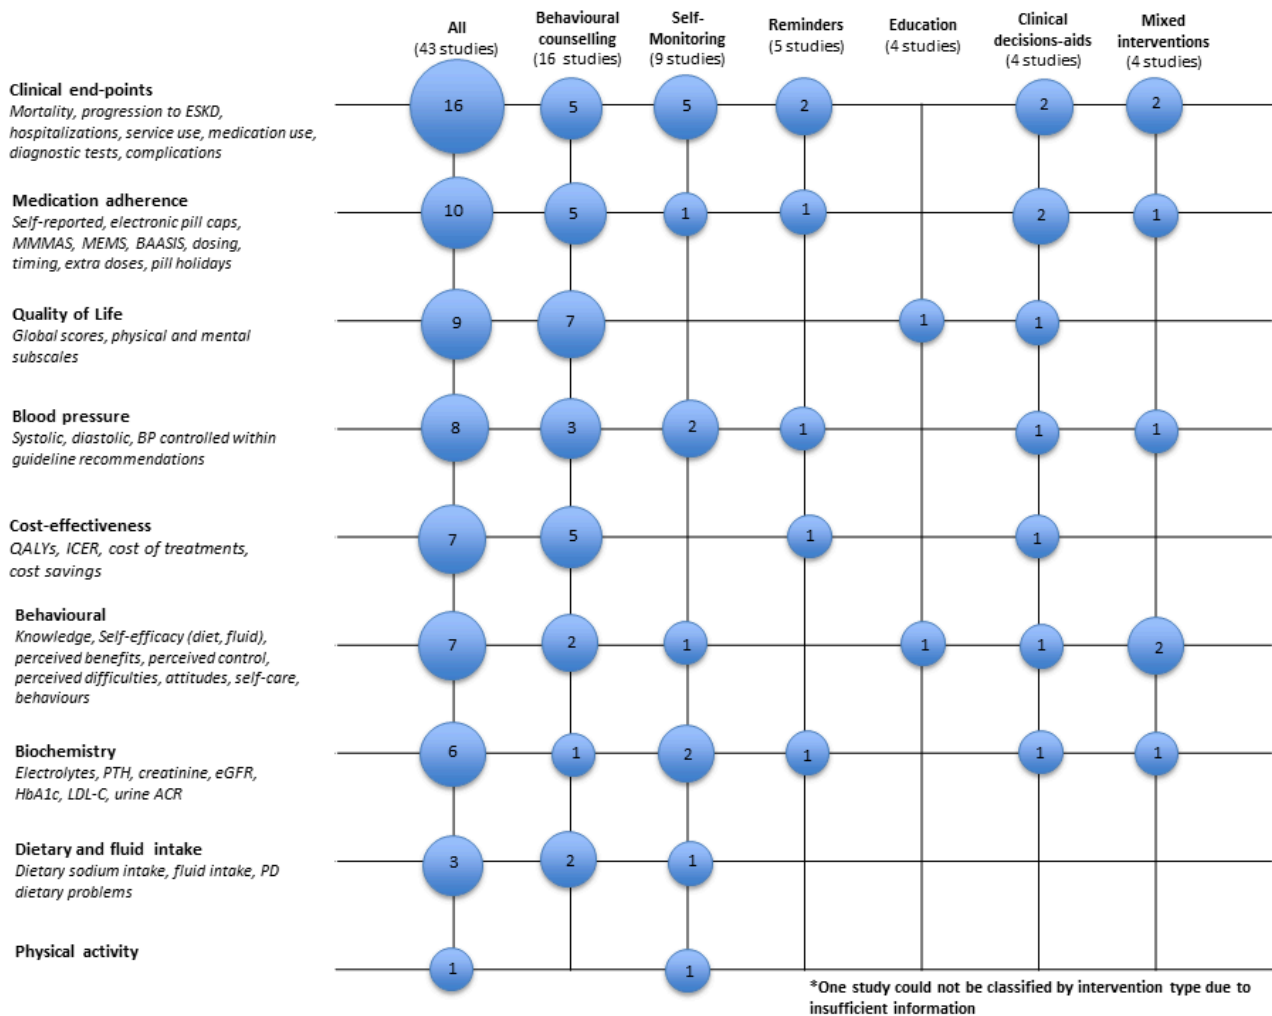 All
(43 studies)
Behavioural
counselling
(16 studies)
Self-
Monitoring
(9 studies)
Reminders
(5 studies)
Education
(4 studies)
Clinical
decisions-aids
(4 studies)
Mixed
interventions
(4 studies)
Clinical end-points
Mortality, progression to ESKD,
hospitalizations, service use, medication use,
diagnostic tests, complications
16 5 5 2 2 2
Medication adherence
Self-reported, electronic pill caps,
MMMAS, MEMS, BAASIS, dosing,
timing, extra doses, pill holidays
10 5 1 1 2 1
Quality of Life
Global scores, physical and mental
subscales
9 7 1 1
Blood pressure
Systolic, diastolic, BP controlled within
guideline recommendations
8 3 2 1 1 1
Cost-effectiveness
QALYs, ICER, cost of treatments,
cost savings
7 5 1 1
Behavioural
Knowledge, Self-efficacy (diet, fluid),
perceived benefits, perceived control,
perceived difficulties, attitudes, self-care,
behaviours
7 2 1 1 1 2
Biochemistry
Electrolytes, PTH, creatinine, eGFR,
HbA1c, LDL-C, urine ACR
6 1 2 1 1 1
Dietary and fluid intake
Dietary sodium intake, fluid intake, PD
dietary problems
3 2 1
Physical activity
1 1
*One study could not be classified by intervention type due to
insufficient information